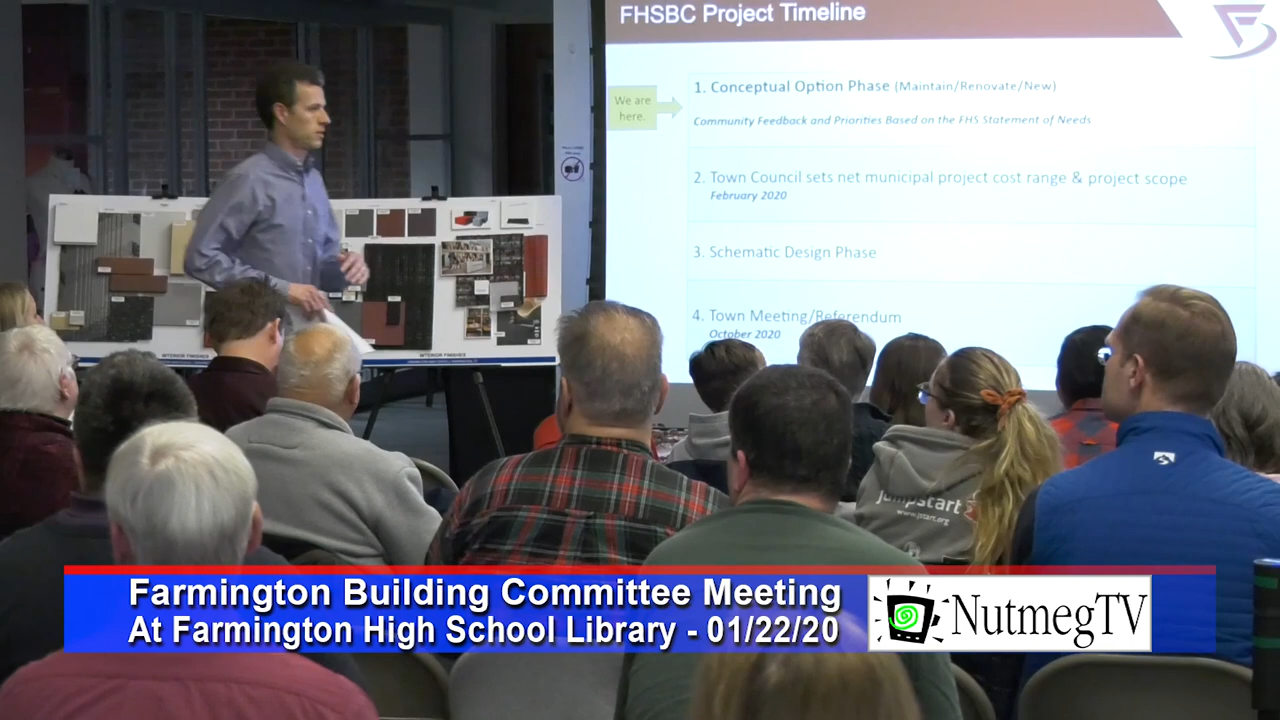 FHSBC Project Timeline
We are
here.
1. Conceptual Option Phase (Maintain/Renovate/New)
Community Feedback and Priorities Based on the FHS Statement of Needs
2. Town Council sets net municipal project cost range & project scope
February 2020
3. Schematic Design Phase
4. Town Meeting/Referendum
October 2020
INTERIOR FINISHES
INTERIOR FINISHES
jumpstart
www.jstart.org
Farmington Building Committee Meeting
At Farmington High School Library - 01/22/20
NutmegTV